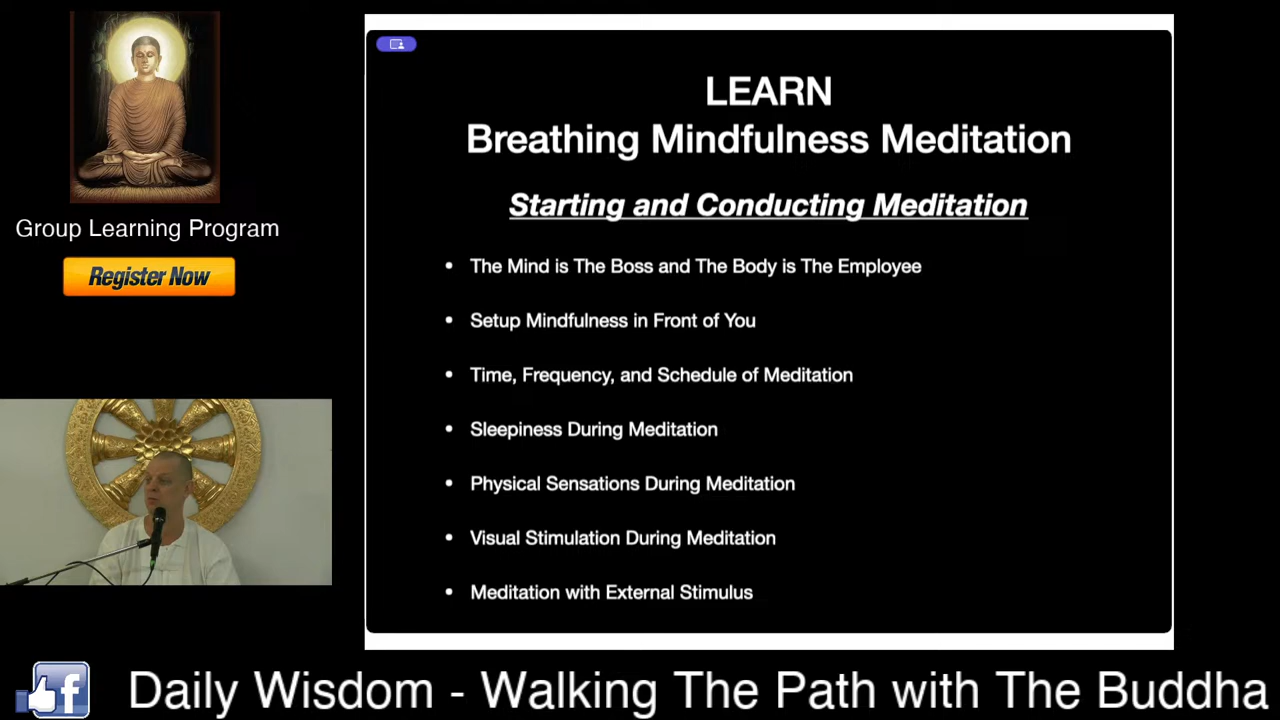 Group Learning Program
Register Now
LEARN
Breathing Mindfulness Meditation
Starting and Conducting Meditation
• The Mind is The Boss and The Body is The Employee
• Setup Mindfulness in Front of You
• Time, Frequency, and Schedule of Meditation
• Sleepiness During Meditation
• Physical Sensations During Meditation
• Visual Stimulation During Meditation
• Meditation with External Stimulus
f Daily Wisdom - Walking The Path with The Buddha